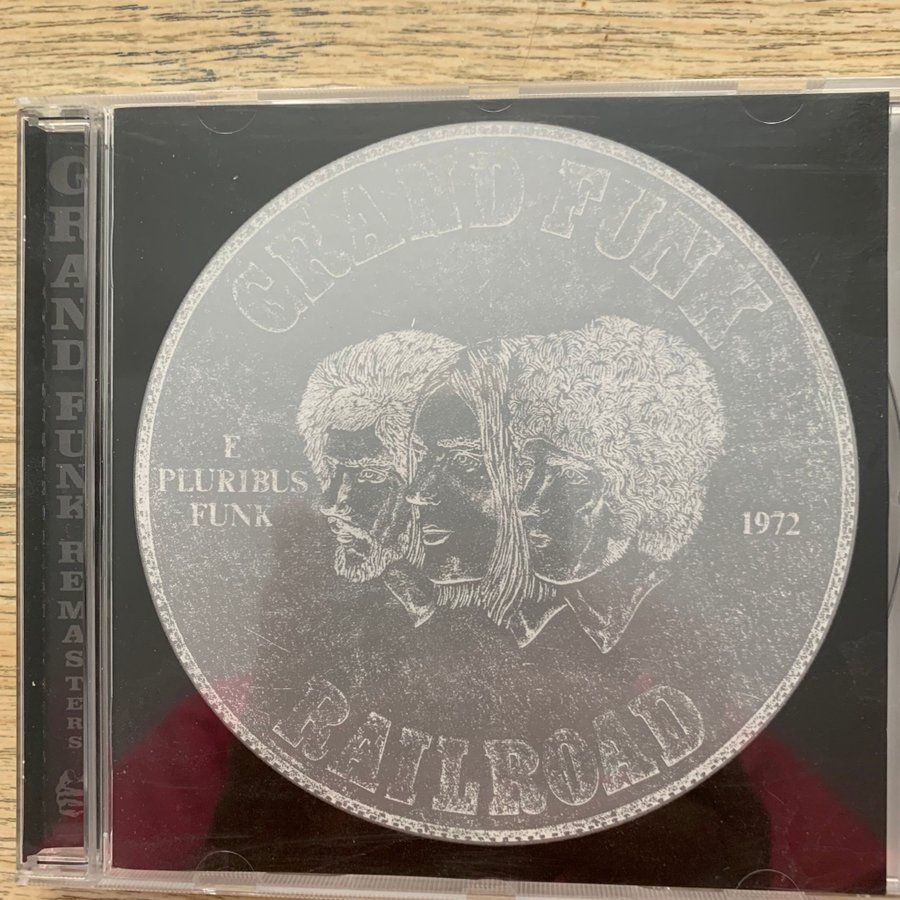 GRAND FUNK REMASTERS
GRAND FUNK
E
PLURIBUS
FUNK
1972
RAILROAD